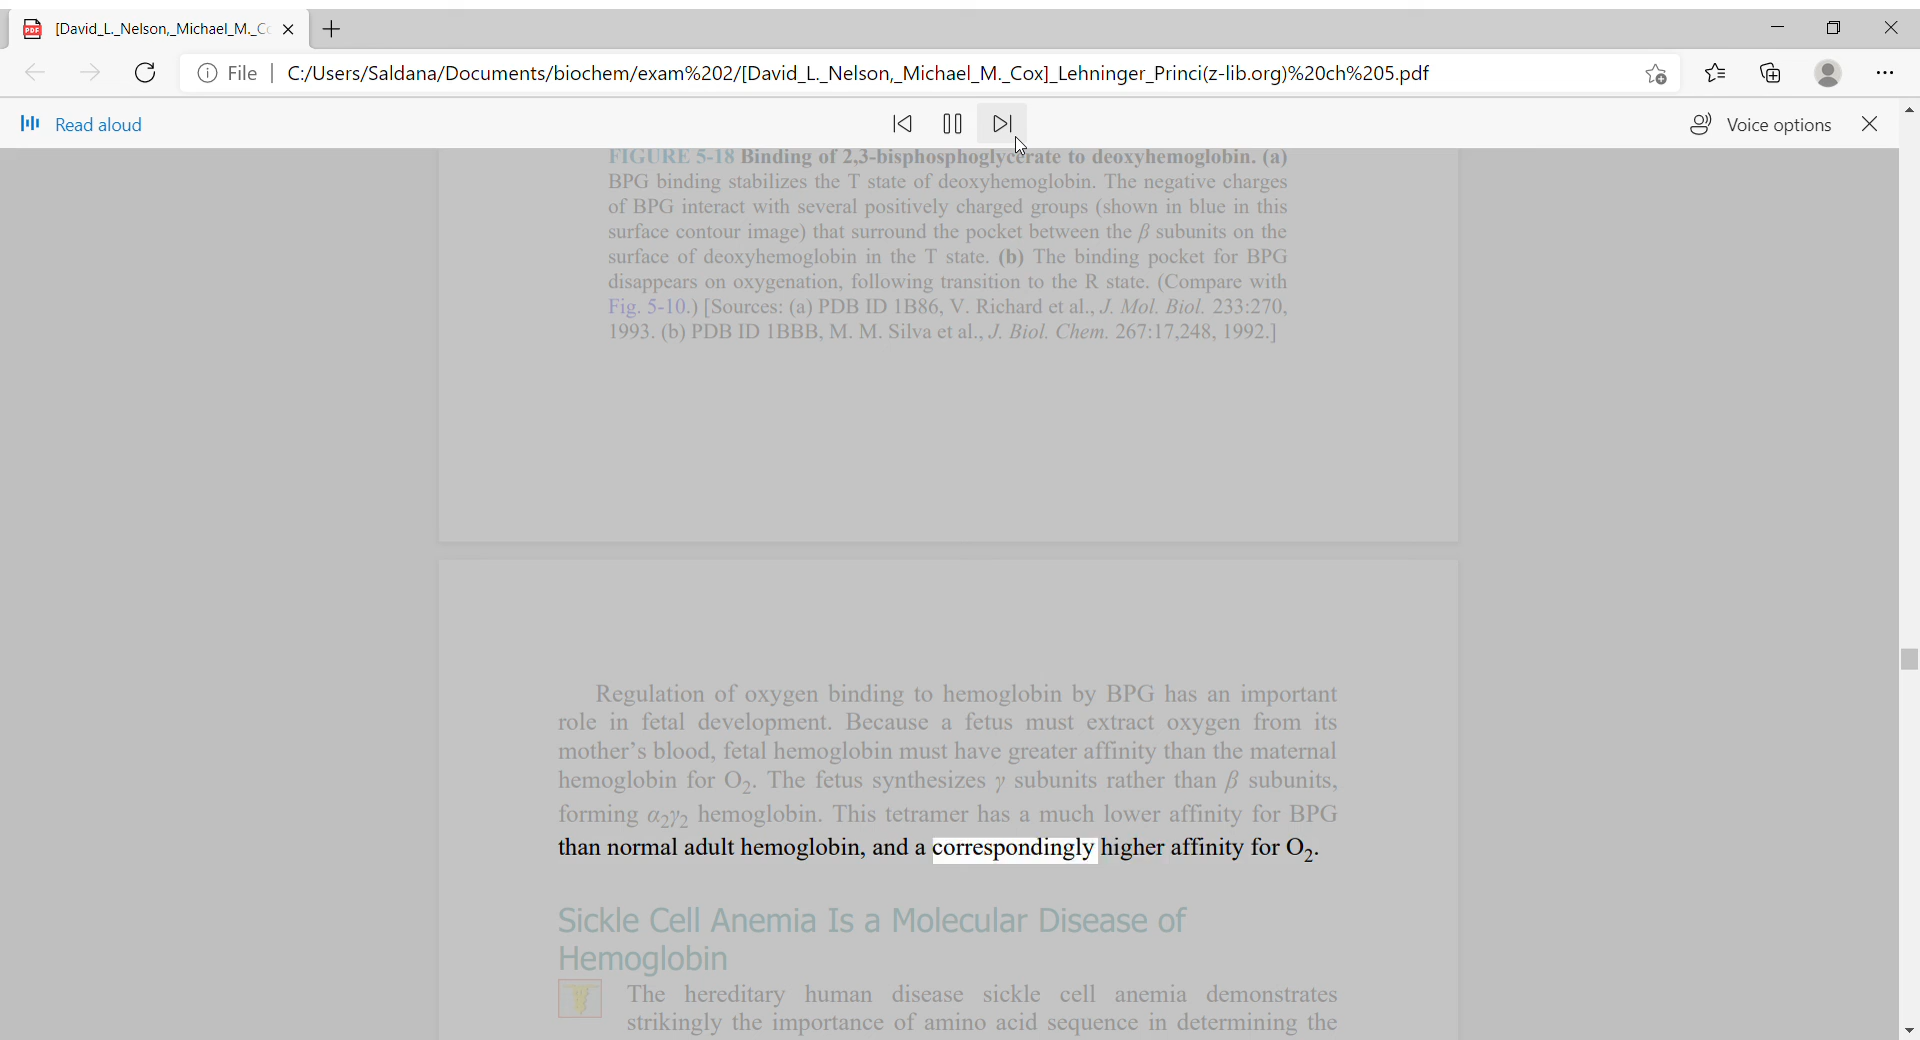 [David_L._Nelson,_Michael_M._C
File | C:/Users/Saldana/Documents/biochem/exam%202/[David_L._Nelson,_Michael_M._Cox]_Lehninger_Princi(z-lib.org)%20ch%205.pdf
Read aloud
Voice options
FIGURE 5-18 Binding of 2,3-bisphosphoglycerate to deoxyhemoglobin. (a)
BPG binding stabilizes the T state of deoxyhemoglobin. The negative charges
of BPG interact with several positively charged groups (shown in blue in this
surface contour image) that surround the pocket between the β subunits on the
surface of deoxyhemoglobin in the T state. (b) The binding pocket for BPG
disappears on oxygenation, following transition to the R state. (Compare with
Fig. 5-10.) [Sources: (a) PDB ID 1B86, V. Richard et al., J. Mol. Biol. 233:270,
1993. (b) PDB ID 1BBB, M. M. Silva et al., J. Biol. Chem. 267:17,248, 1992.]
Regulation of oxygen binding to hemoglobin by BPG has an important
role in fetal development. Because a fetus must extract oxygen from its
mother’s blood, fetal hemoglobin must have greater affinity than the maternal
hemoglobin for O₂. The fetus synthesizes γ subunits rather than β subunits,
forming α₂γ₂ hemoglobin. This tetramer has a much lower affinity for BPG
than normal adult hemoglobin, and a correspondingly higher affinity for O₂.
Sickle Cell Anemia Is a Molecular Disease of
Hemoglobin
The hereditary human disease sickle cell anemia demonstrates
strikingly the importance of amino acid sequence in determining the